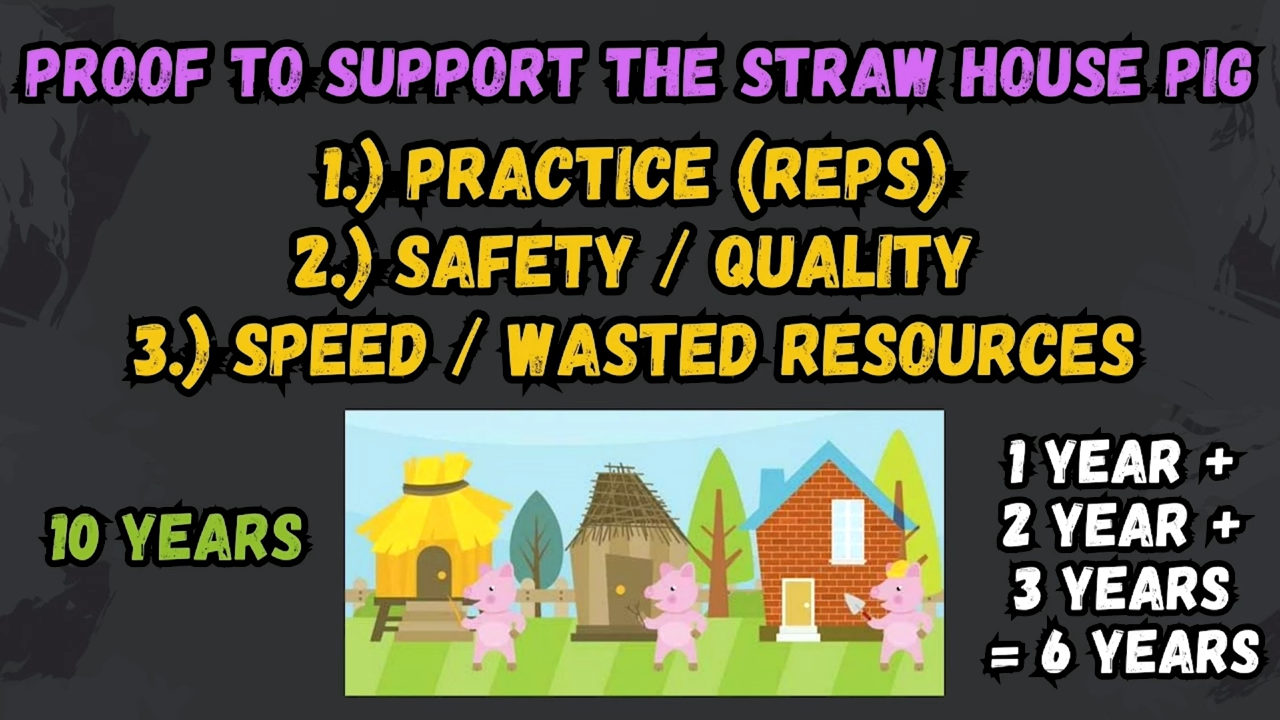 PROOF TO SUPPORT THE STRAW HOUSE PIG
1.) PRACTICE (REPS)
2.) SAFETY / QUALITY
3.) SPEED / WASTED RESOURCES
10 YEARS
1 YEAR +
2 YEAR +
3 YEARS
= 6 YEARS